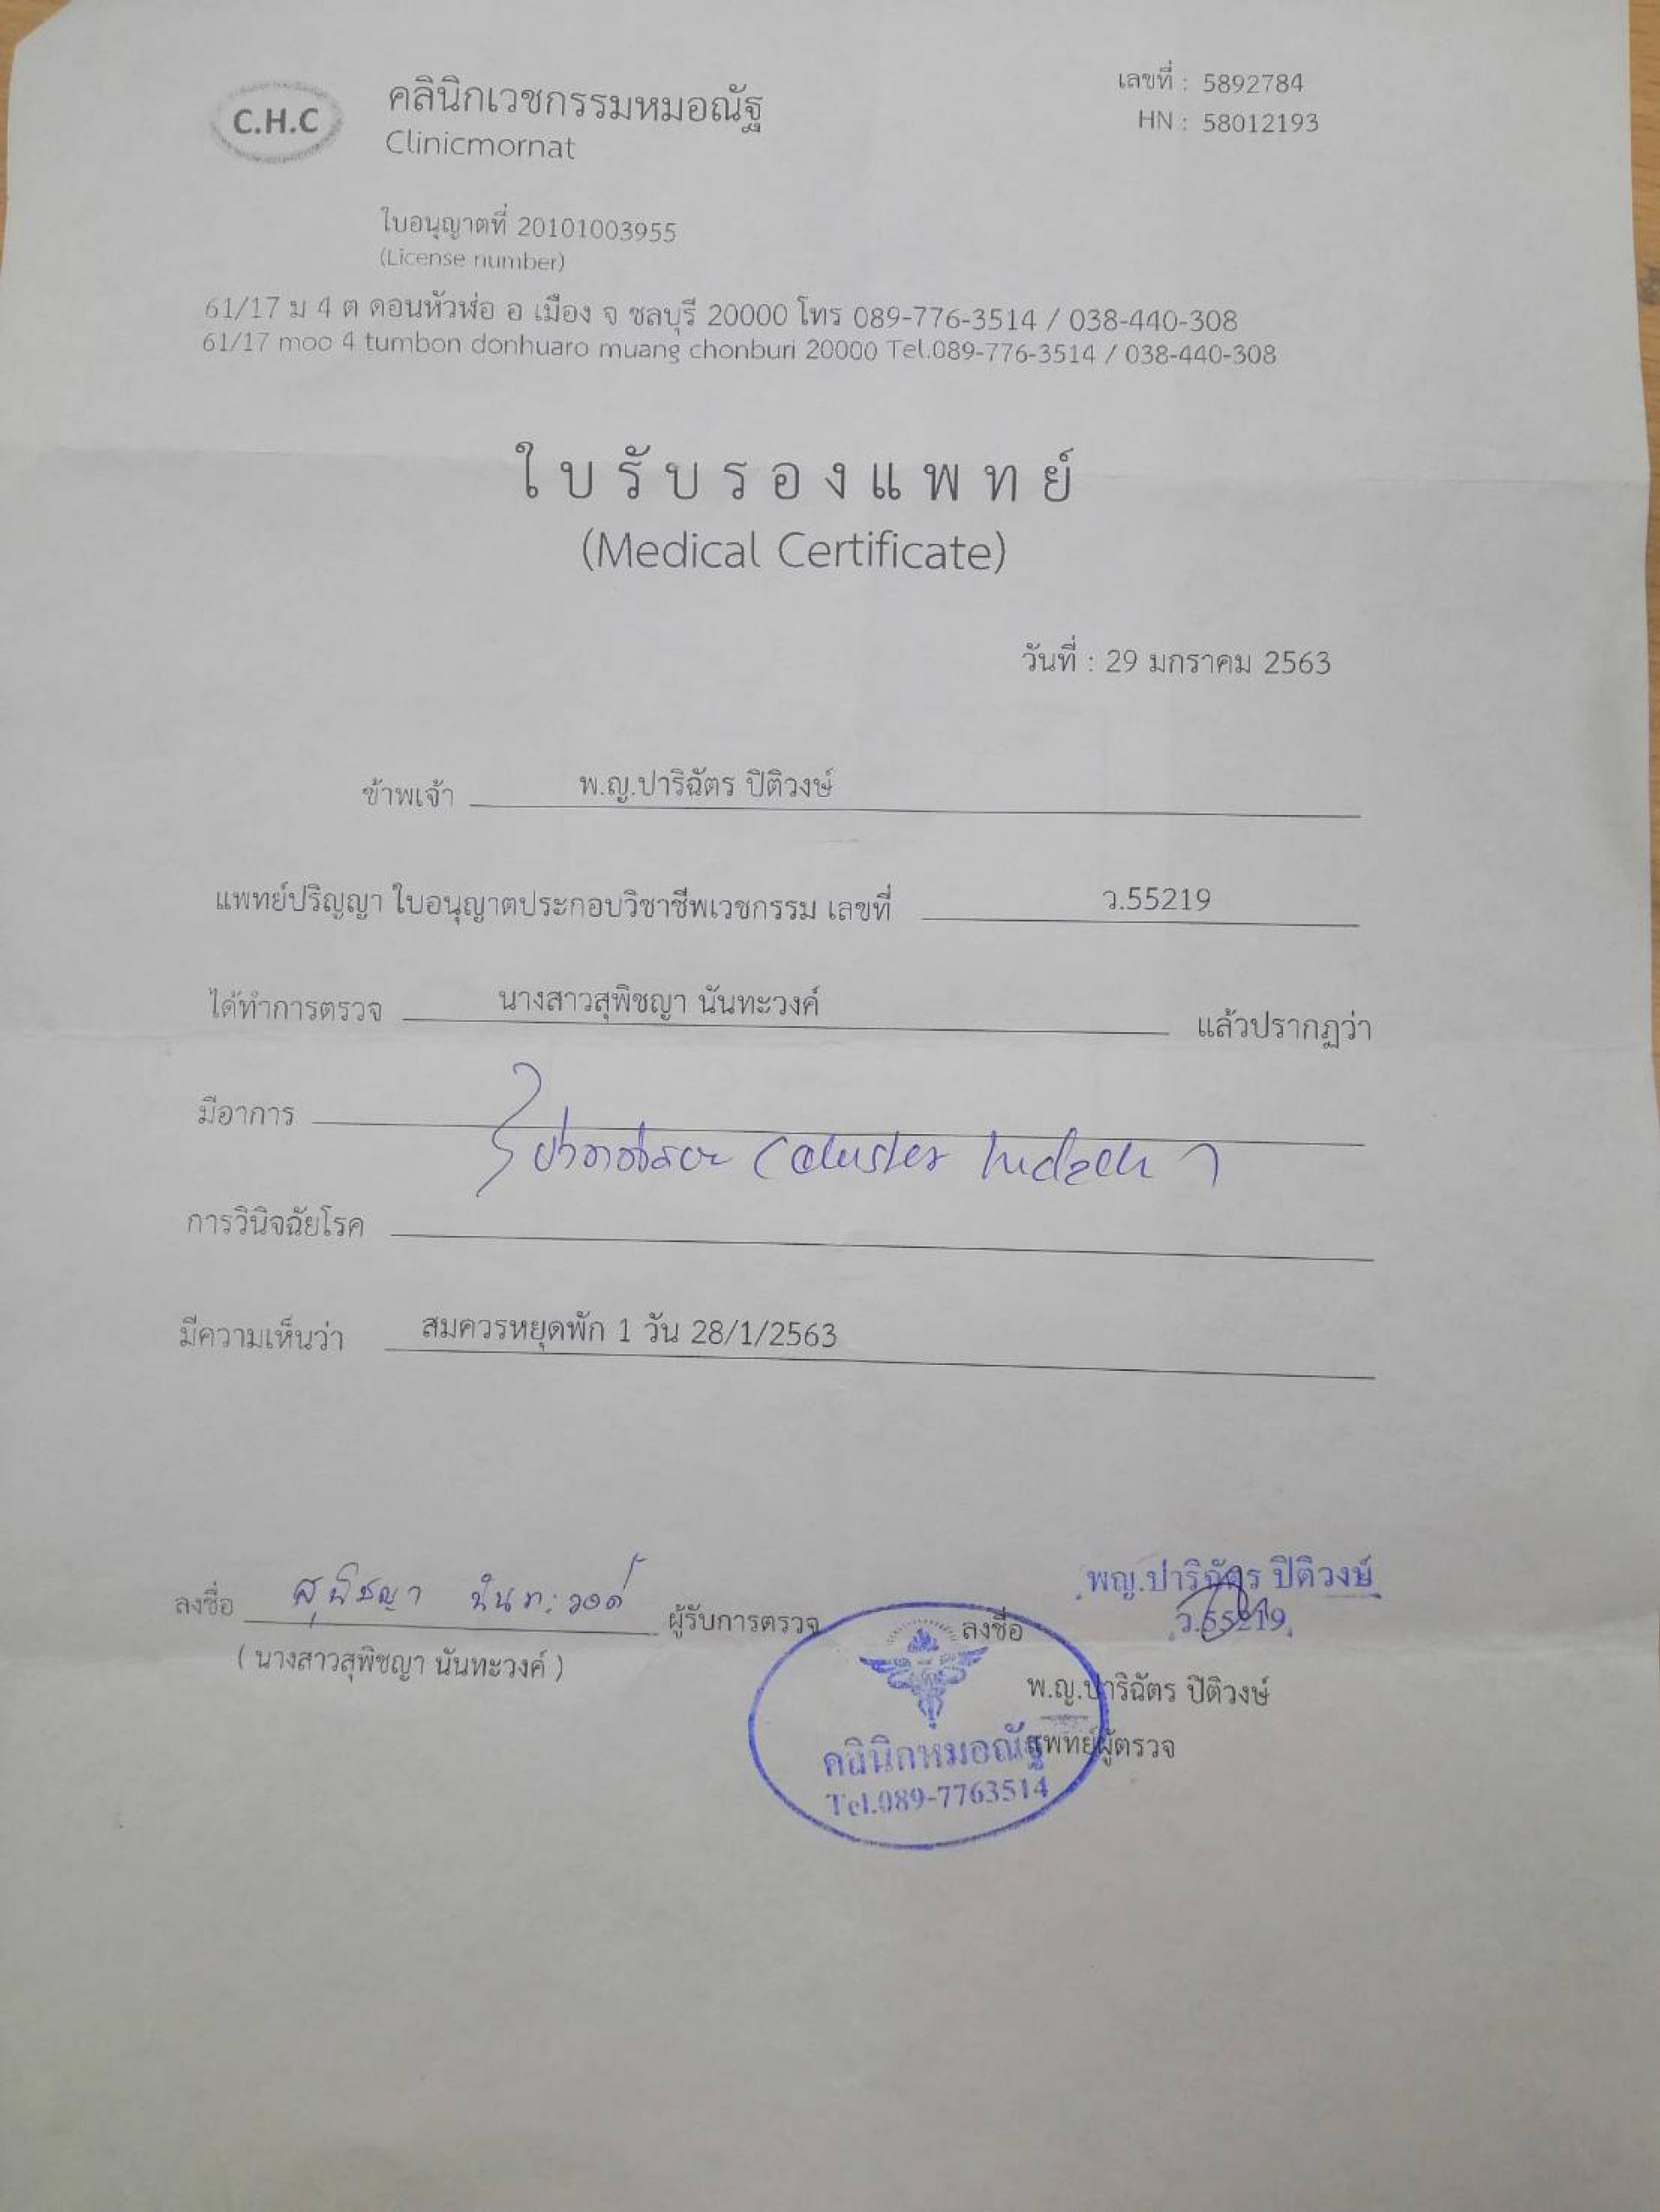 C.H.C
คลินิกเวชกรรมหมอณัฐ
Clinicmornat
เลขที่ : 5892784
HN : 58012193
ใบอนุญาตที่ 20101003955
(License number)
61/17 ม 4 ต ดอนหัวฬ่อ อ เมือง จ ชลบุรี 20000 โทร 089-776-3514 / 038-440-308
61/17 moo 4 tumbon donhuaro muang chonburi 20000 Tel.089-776-3514 / 038-440-308
ใบรับรองแพทย์
(Medical Certificate)
วันที่ : 29 มกราคม 2563
ข้าพเจ้า พ.ญ.ปาริฉัตร ปิติวงษ์
แพทย์ปริญญา ใบอนุญาตประกอบวิชาชีพเวชกรรม เลขที่ ว.55219
ได้ทำการตรวจ นางสาวสุพิชญา นันทะวงค์ แล้วปรากฏว่า
มีอาการ
(cluster
การวินิจฉัยโรค
มีความเห็นว่า สมควรหยุดพัก 1 วัน 28/1/2563
พญ.ปาริฉัตร ปิติวงษ์
ว.55219
ลงชื่อ สุพิชญา นันทะวงค์ ผู้รับการตรวจ ลงชื่อ
( นางสาวสุพิชญา นันทะวงค์ )
พ.ญ.ปาริฉัตร ปิติวงษ์
แพทย์ผู้ตรวจ
คลินิกหมอณัฐ
Tel.089-7763514